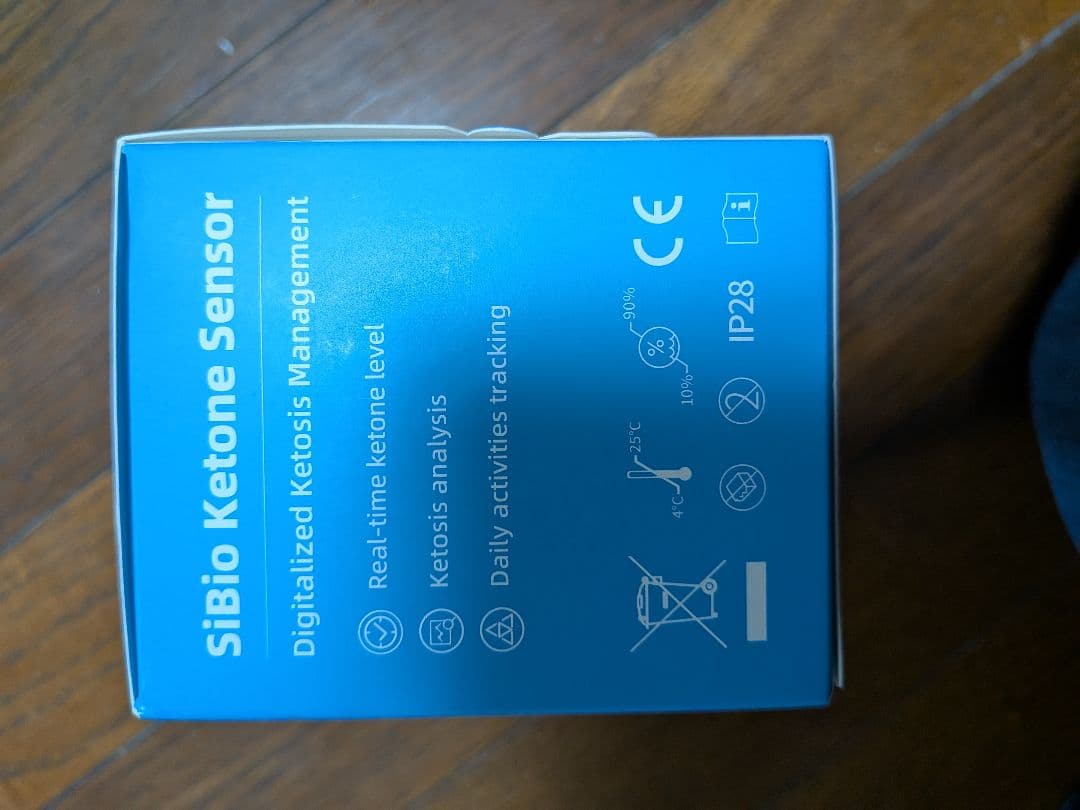 SiBio Ketone Sensor
Digitalized Ketosis Management
Real-time ketone level
Ketosis analysis
Daily activities tracking
4°C 25°C
10% % 90%
CE
2
IP28
i